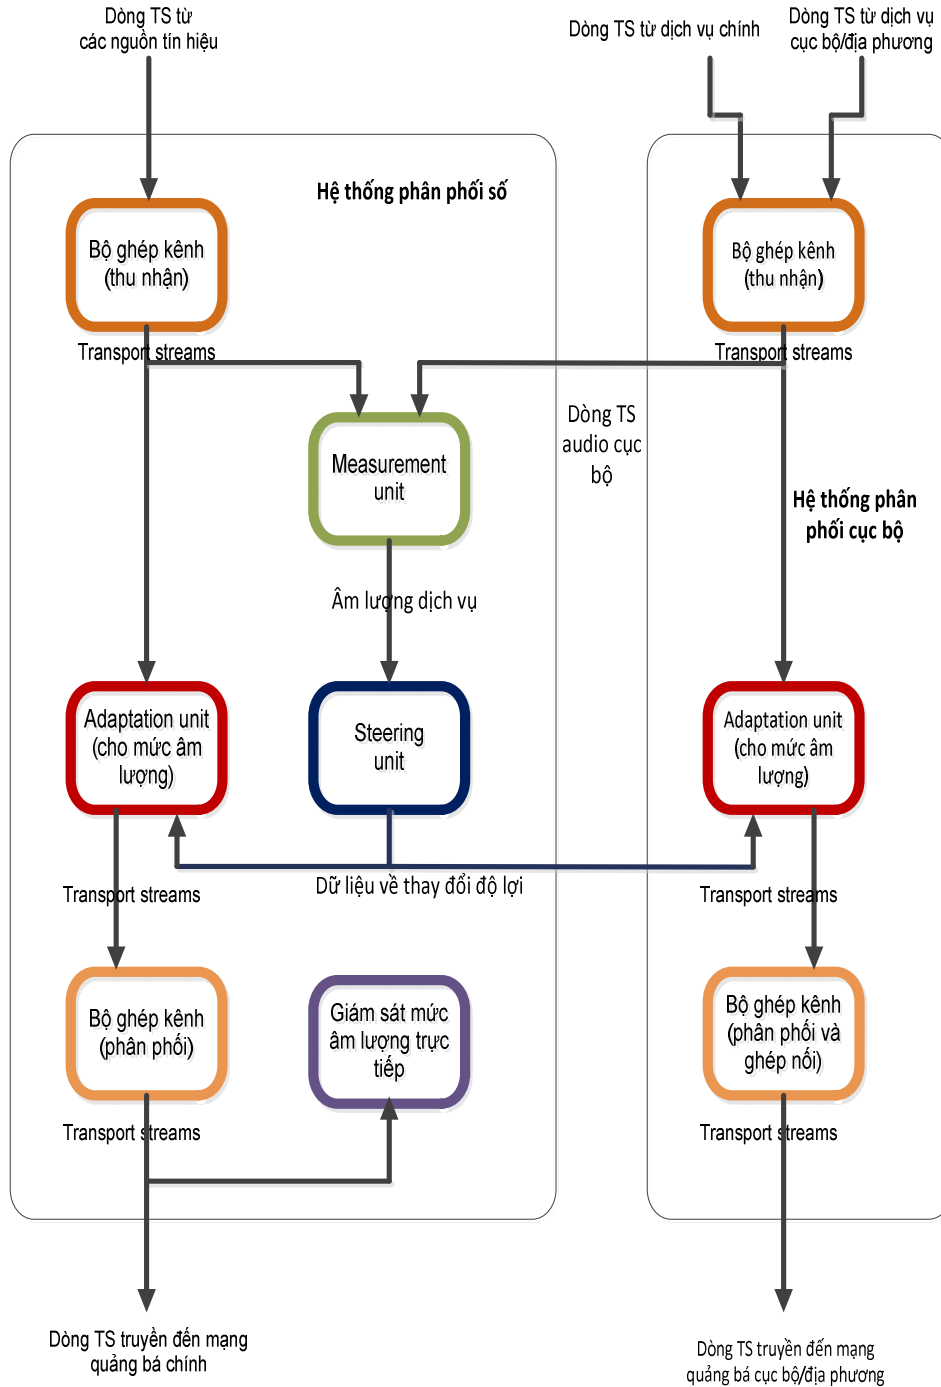 Dòng TS từ
các nguồn tín hiệu
Dòng TS từ dịch vụ chính
Dòng TS từ dịch vụ
cục bộ/địa phương
Hệ thống phân phối số
Bộ ghép kênh
(thu nhận)
Bộ ghép kênh
(thu nhận)
Transport streams
Transport streams
Dòng TS
audio cục
bộ
Measurement
unit
Hệ thống phân
phối cục bộ
Âm lượng dịch vụ
Adaptation unit
(cho mức âm
lượng)
Steering
unit
Adaptation unit
(cho mức âm
lượng)
Dữ liệu về thay đổi độ lợi
Transport streams
Transport streams
Bộ ghép kênh
(phân phối)
Giám sát mức
âm lượng trực
tiếp
Bộ ghép kênh
(phân phối và
ghép nối)
Transport streams
Transport streams
Dòng TS truyền đến mạng
quảng bá chính
Dòng TS truyền đến mạng
quảng bá cục bộ/địa phương